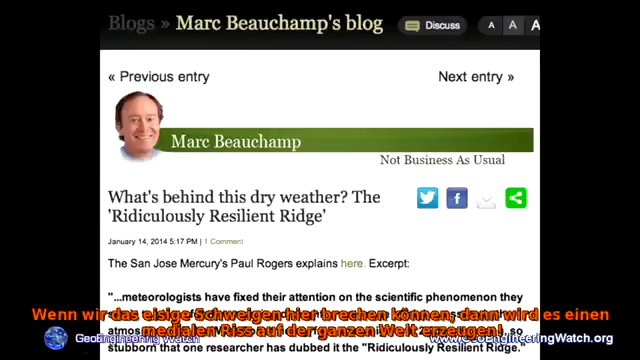 Blogs » Marc Beauchamp's blog
Discuss
A A A
« Previous entry Next entry »
Marc Beauchamp
Not Business As Usual
What's behind this dry weather? The
'Ridiculously Resilient Ridge'
January 14, 2014 5:17 PM | 1 Comment
The San Jose Mercury's Paul Rogers explains here. Excerpt:
"...meteorologists have fixed their attention on the scientific phenomenon they
Wenn wir das eisige Schweigen hier brechen können, dann wird es einen
medialen Riss auf der ganzen Welt erzeugen!
so
GeoEngineering Watch
www.GeoEngineeringWatch.org
stubborn that one researcher has dubbed it the "Ridiculously Resilient Ridge."